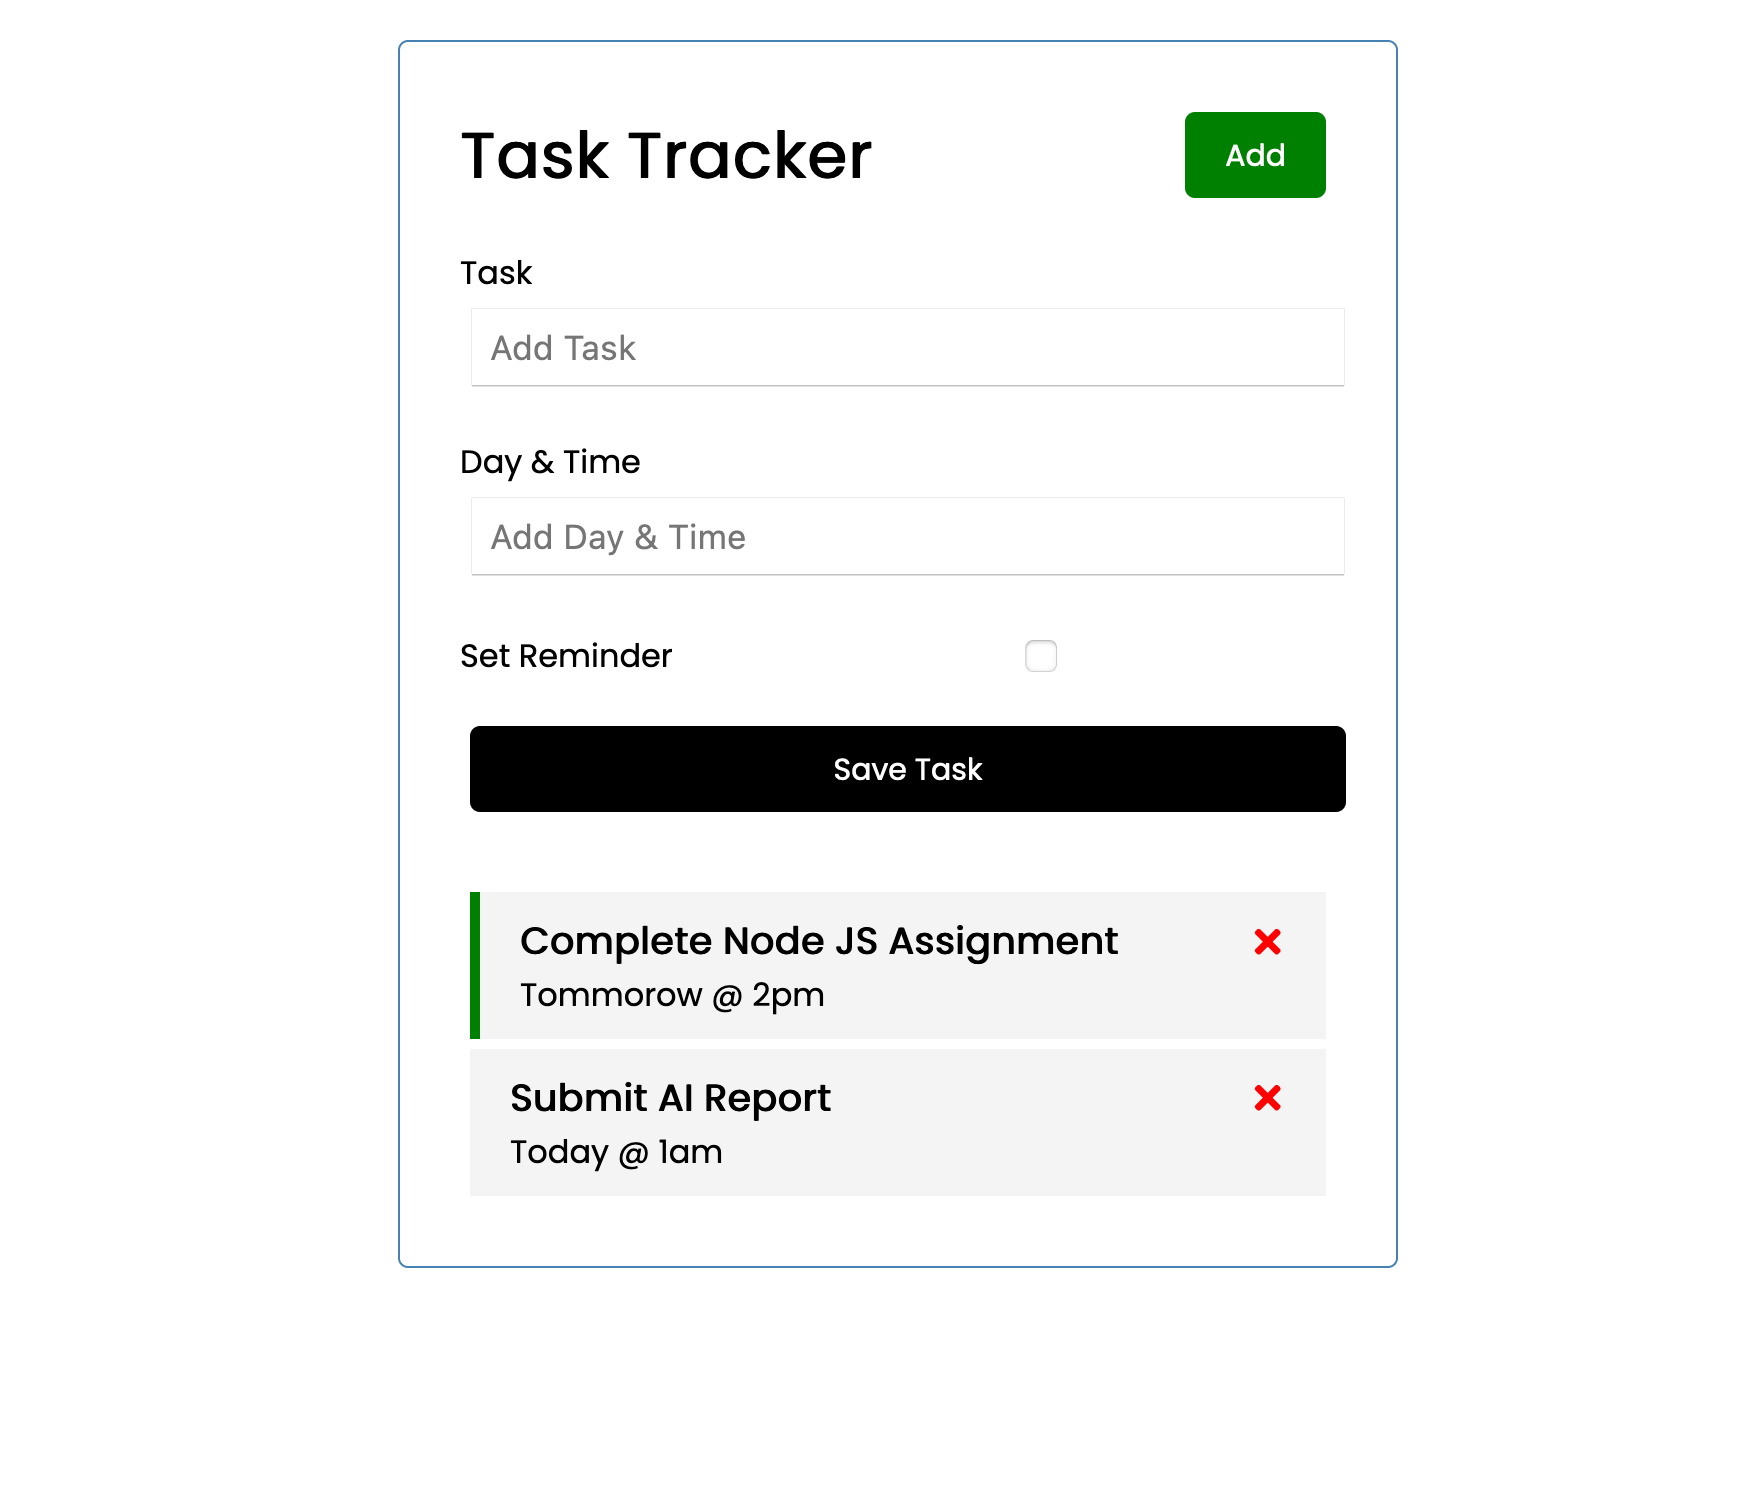 Task Tracker
Add
Task
Add Task
Day & Time
Add Day & Time
Set Reminder
Save Task
Complete Node JS Assignment
Tommorow @ 2pm
Submit AI Report
Today @ 1am